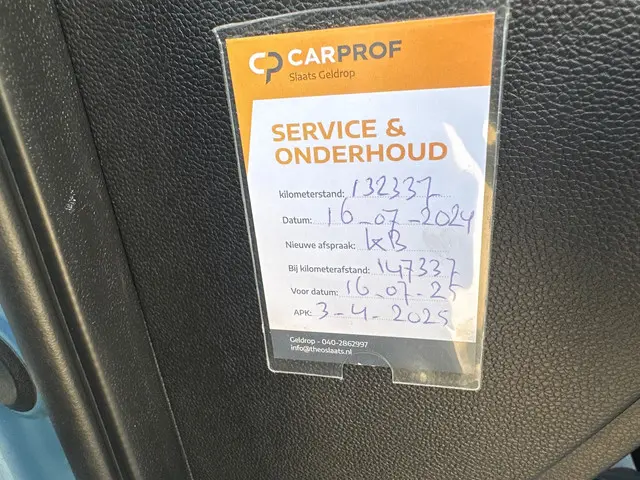 CARPROF
Slaats Geldrop
SERVICE &
ONDERHOUD
kilometerstand: 132337
Datum: 16-07-2024
Nieuwe afspraak: KB
Bij kilometerafstand: 147337
Voor datum: 16-07-25
APK: 3-4-2025
Geldrop - 040-2862997
info@theoslaats.nl